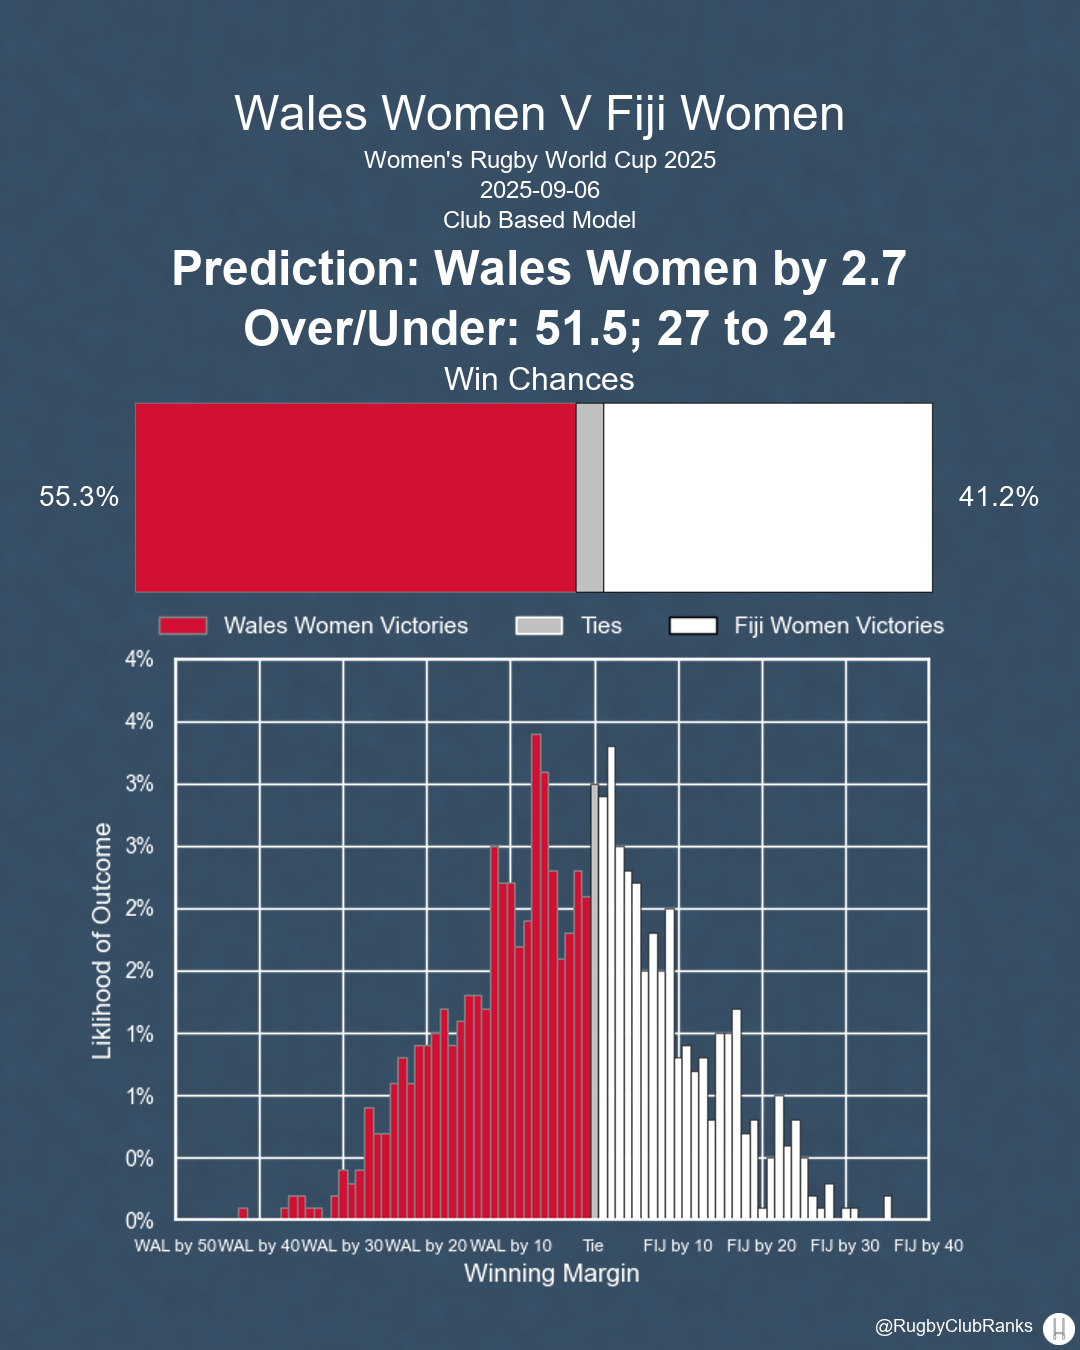 Wales Women V Fiji Women
Women's Rugby World Cup 2025
2025-09-06
Club Based Model
Prediction: Wales Women by 2.7
Over/Under: 51.5; 27 to 24
Win Chances
55.3%
41.2%
Wales Women Victories Ties Fiji Women Victories
4%
4%
3%
3%
2%
2%
1%
1%
0%
0%
Liklihood of Outcome
WAL by 50 WAL by 40 WAL by 30 WAL by 20 WAL by 10 Tie FIJ by 10 FIJ by 20 FIJ by 30 FIJ by 40
Winning Margin
@RugbyClubRanks